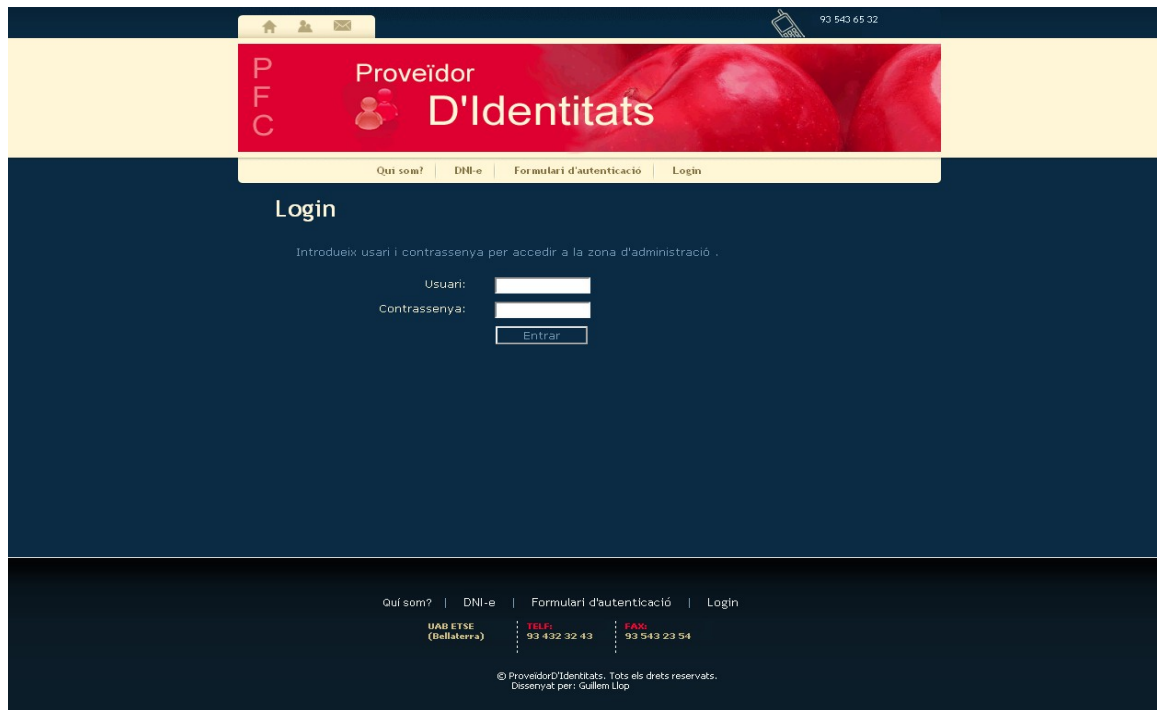 93 543 65 32
P
F
C
Proveïdor
D'Identitats
Qui som? DNI-e Formulari d'autenticació Login
Login
Introdueix usari i contrassenya per accedir a la zona d'administració .
Usuari:
Contrassenya:
Entrar
Quí som? | DNI-e | Formulari d'autenticació | Login
UAB ETSE
(Bellaterra)
TELF:
93 432 32 43
FAX:
93 543 23 54
© ProveïdorD'Identitats. Tots els drets reservats.
Dissenyat per: Guillem Llop